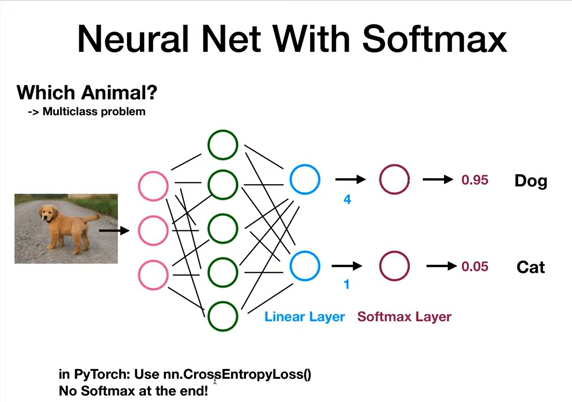 Neural Net With Softmax
Which Animal?
-> Multiclass problem
4
0.95
Dog
1
0.05
Cat
Linear Layer
Softmax Layer
in PyTorch: Use nn.CrossEntropyLoss()
No Softmax at the end!